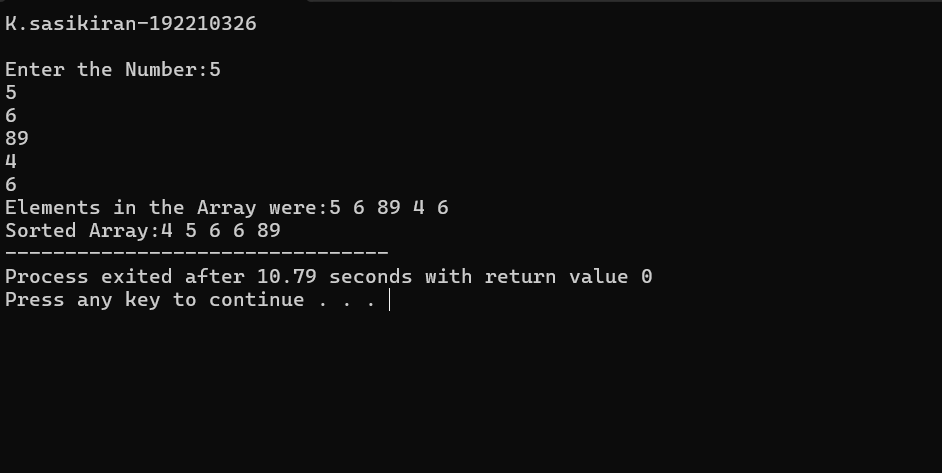 K.sasikiran-192210326
Enter the Number:5
5
6
89
4
6
Elements in the Array were:5 6 89 4 6
Sorted Array:4 5 6 6 89
--------------------------------
Process exited after 10.79 seconds with return value 0
Press any key to continue . . .